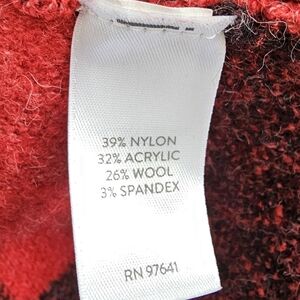 39% NYLON
32% ACRYLIC
26% WOOL
3% SPANDEX
RN 97641